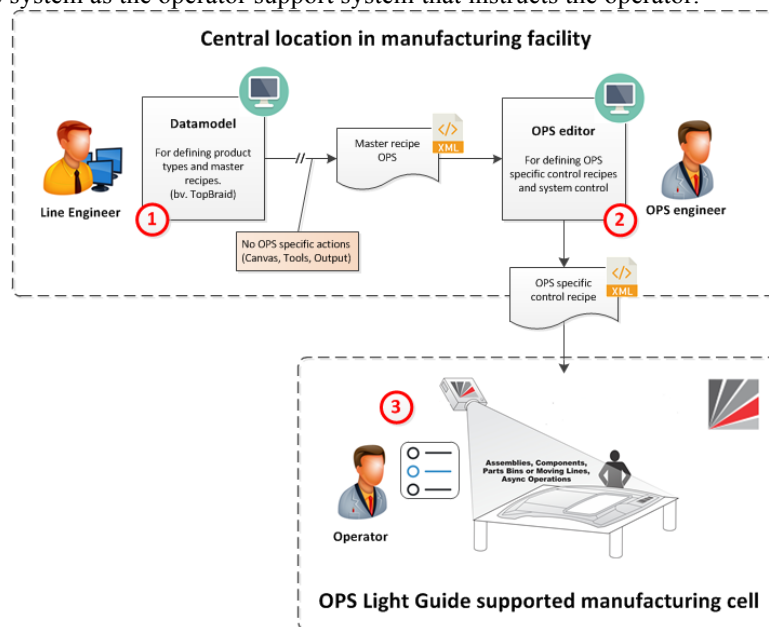 system as the operator support system that instructs the operator.
Central location in manufacturing facility
Datamodel
For defining product
types and master
recipes.
(bv. TopBraid)
Line Engineer
1
No OPS specific actions
(Canvas, Tools, Output)
Master recipe
OPS
</>
XML
OPS editor
For defining OPS
specific control recipes
and system control
2
OPS engineer
OPS specific
control recipe
</>
XML
3
Operator
Assemblies, Components,
Parts Bins or Moving Lines,
Async Operations
OPS Light Guide supported manufacturing cell